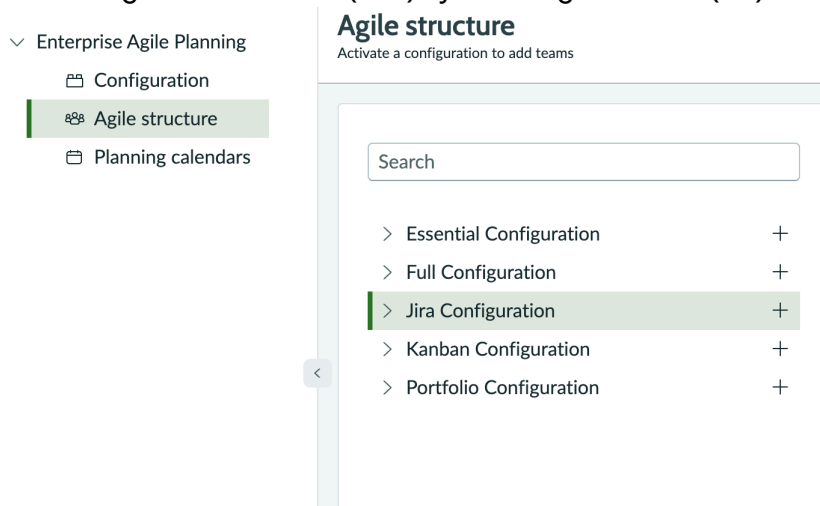 Enterprise Agile Planning
Configuration
Agile structure
Planning calendars
Agile structure
Activate a configuration to add teams
Search
Essential Configuration
Full Configuration
Jira Configuration
Kanban Configuration
Portfolio Configuration